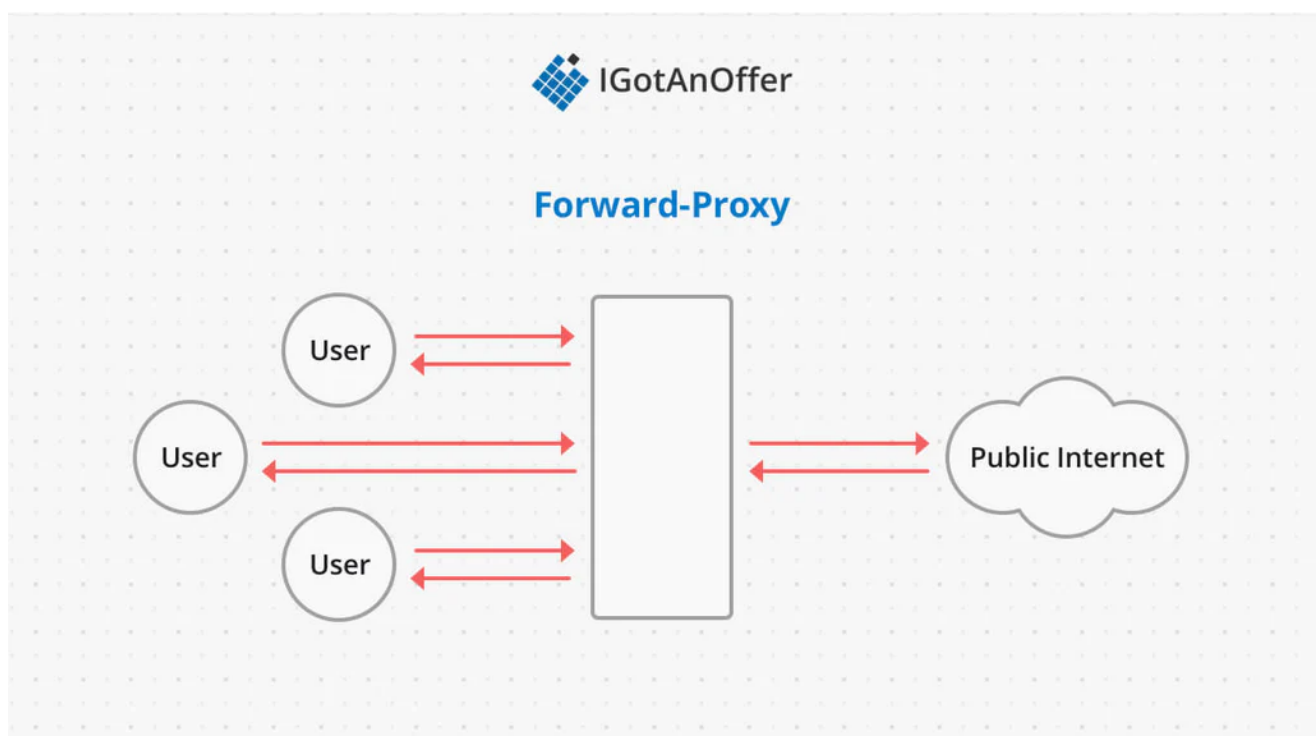 IGotAnOffer
Forward-Proxy
User
User
User
Public Internet